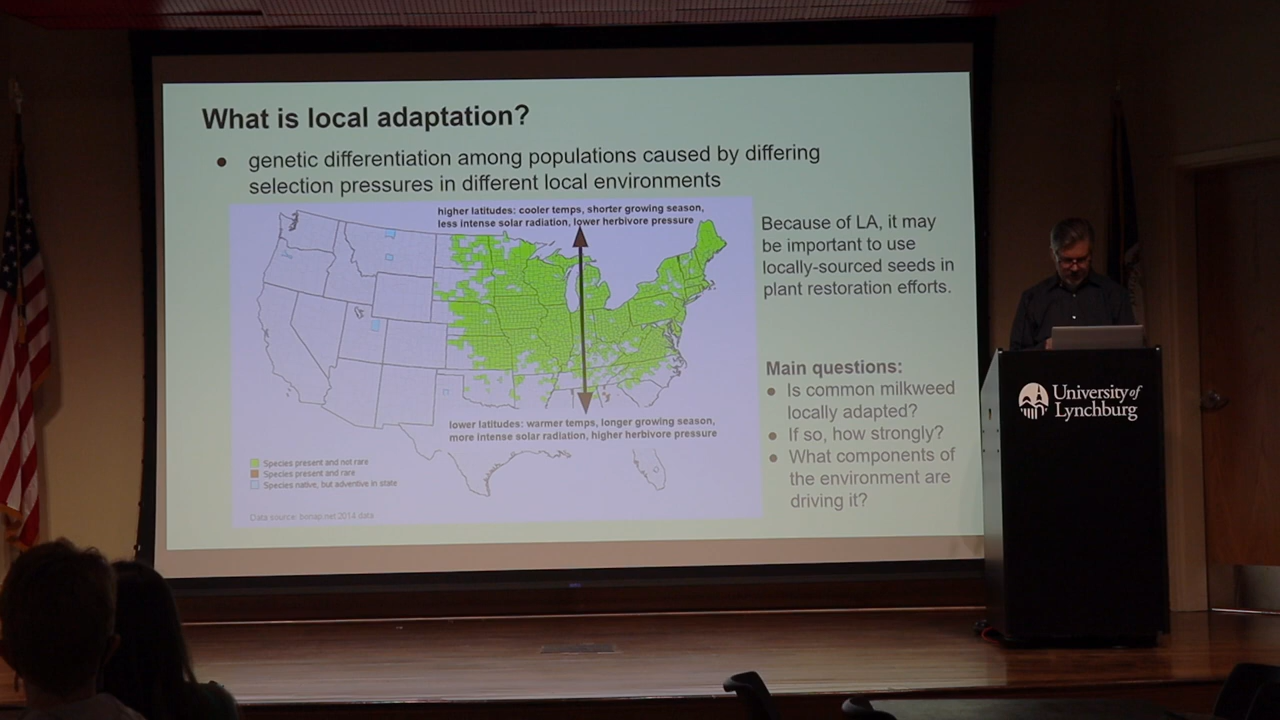 What is local adaptation?
● genetic differentiation among populations caused by differing
selection pressures in different local environments
higher latitudes: cooler temps, shorter growing season,
less intense solar radiation, lower herbivore pressure
lower latitudes: warmer temps, longer growing season,
more intense solar radiation, higher herbivore pressure
Species present and not rare
Species present and rare
Species native, but adventive in state
Data source: bonap.net 2014 data
Because of LA, it may
be important to use
locally-sourced seeds in
plant restoration efforts.
Main questions:
● Is common milkweed
locally adapted?
● If so, how strongly?
● What components of
the environment are
driving it?
University of
Lynchburg